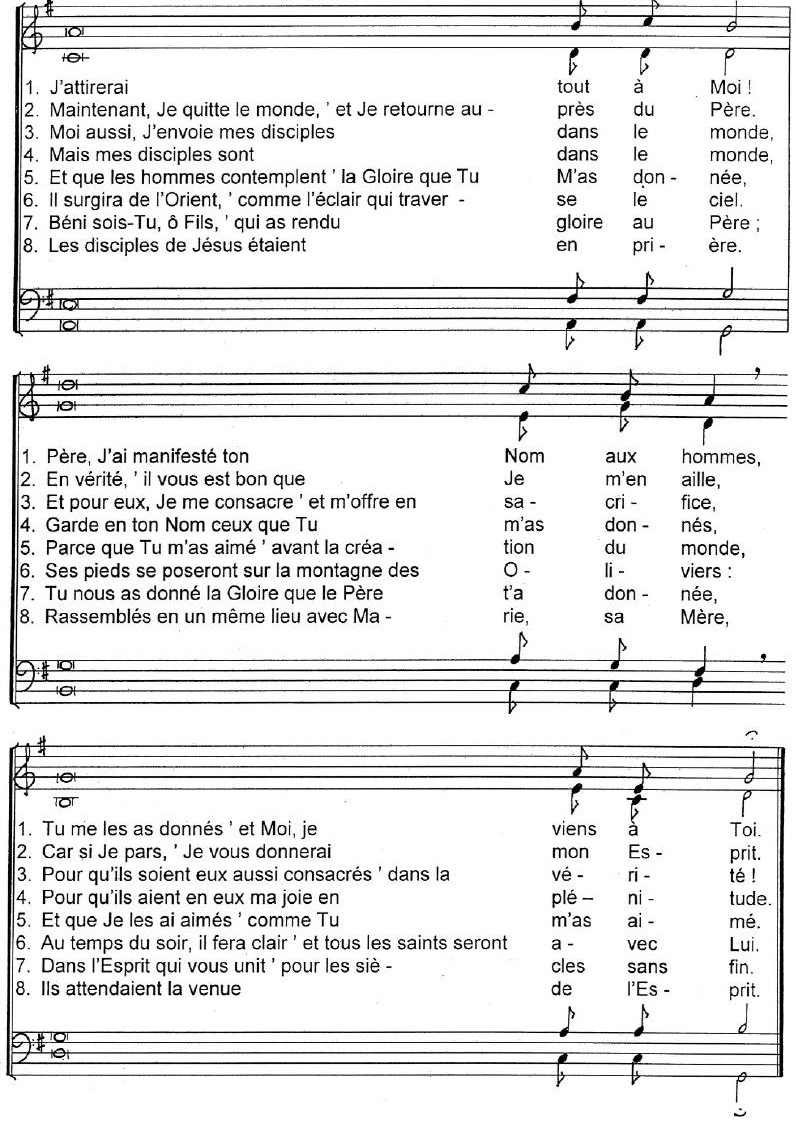 1. J'attirerai tout à Moi !
2. Maintenant, Je quitte le monde, ' et Je retourne au - près du Père.
3. Moi aussi, J'envoie mes disciples dans le monde,
4. Mais mes disciples sont dans le monde,
5. Et que les hommes contemplent ' la Gloire que Tu M'as don - née,
6. Il surgira de l'Orient, ' comme l'éclair qui traver - se le ciel.
7. Béni sois-Tu, ô Fils, ' qui as rendu gloire au Père ;
8. Les disciples de Jésus étaient en pri - ère.
1. Père, J'ai manifesté ton Nom aux hommes,
2. En vérité, ' il vous est bon que Je m'en aille,
3. Et pour eux, Je me consacre ' et m'offre en sa - cri - fice,
4. Garde en ton Nom ceux que Tu m'as don - nés,
5. Parce que Tu m'as aimé ' avant la créa - tion du monde,
6. Ses pieds se poseront sur la montagne des O - li - viers :
7. Tu nous as donné la Gloire que le Père t'a don - née,
8. Rassemblés en un même lieu avec Ma - rie, sa Mère,
1. Tu me les as donnés ' et Moi, je viens à Toi.
2. Car si Je pars, ' Je vous donnerai mon Es - prit.
3. Pour qu'ils soient eux aussi consacrés ' dans la vé - ri - té !
4. Pour qu'ils aient en eux ma joie en plé – ni - tude.
5. Et que Je les ai aimés ' comme Tu m'as ai - mé.
6. Au temps du soir, il fera clair ' et tous les saints seront a - vec Lui.
7. Dans l'Esprit qui vous unit ' pour les siè - cles sans fin.
8. Ils attendaient la venue de l'Es - prit.